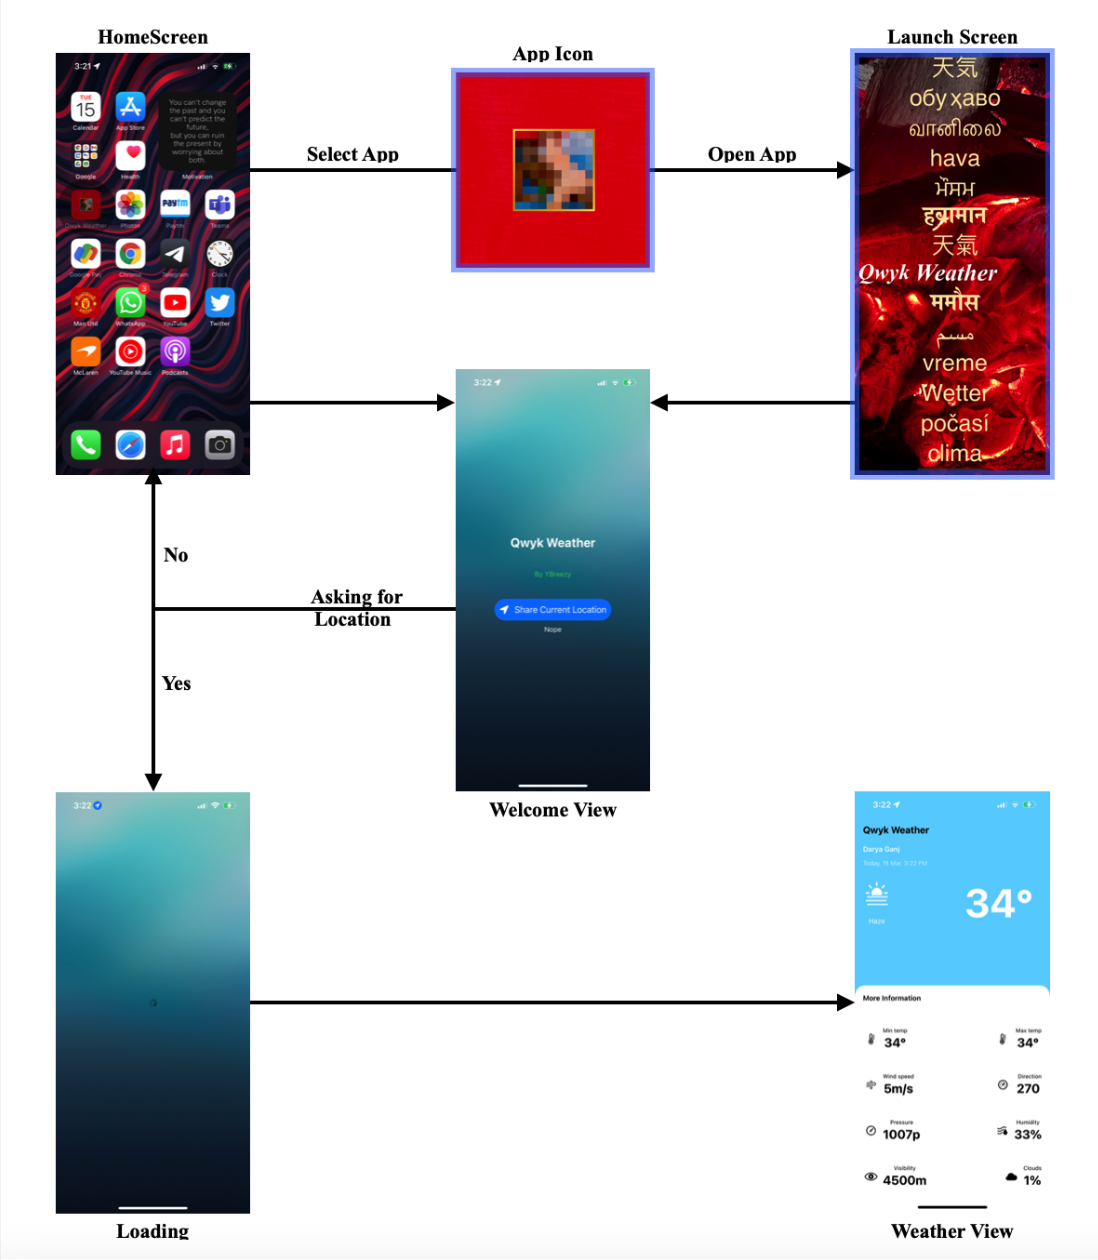 HomeScreen
App Icon
Launch Screen
3:21
TUE
15
Calendar
App Store
You can't change
the past and you
can't predict the
future,
but you can ruin
the present by
worrying about
both.
Google
Health
Motivation
Qwyk Weather
Photos
Paytm
Paytm
Teams
Google Pay
Chrome
Telegram
Clock
3
Man Utd
WhatsApp
YouTube
Twitter
McLaren
YouTube Music
Podcasts
Select App
Open App
天気
обу ҳаво
வானிலை
hava
ਮੌਸਮ
हवामान
天氣
Qwyk Weather
vreme
Wetter
počasí
clima
3:22
Qwyk Weather
Share Current Location
Nope
Welcome View
No
Asking for
Location
Yes
3:22
Loading
3:22
Qwyk Weather
Darya Ganj
Today, 15 Mar, 3:22 PM
34°
Haze
More Information
Min temp
34°
Max temp
34°
Wind speed
5m/s
Direction
270
Pressure
1007p
Humidity
33%
Visibility
4500m
Clouds
1%
Weather View